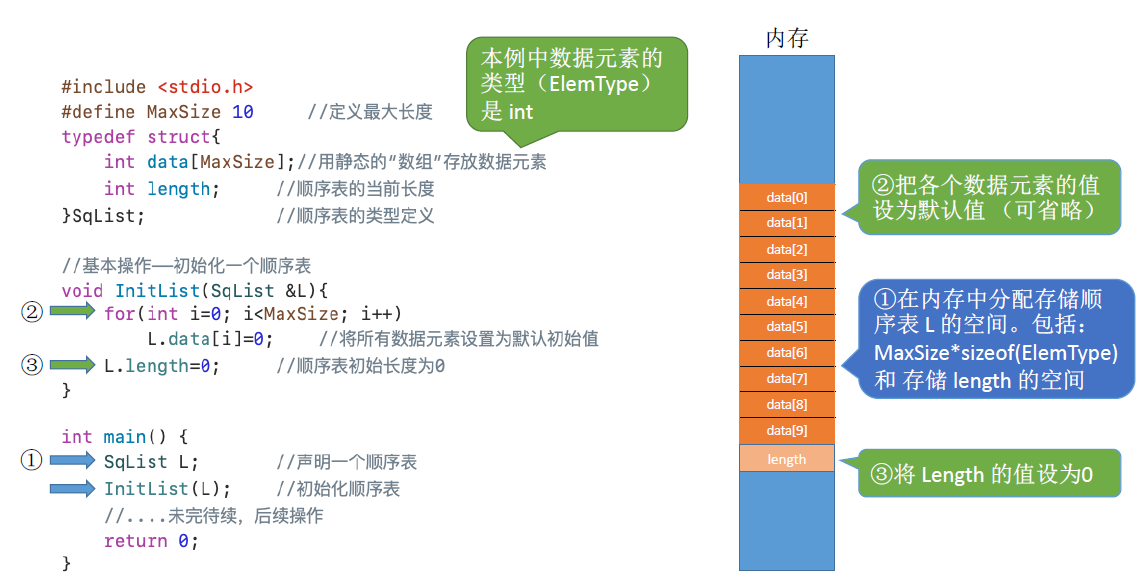 #include <stdio.h>
#define MaxSize 10 //定义最大长度
typedef struct{
int data[MaxSize];//用静态的“数组”存放数据元素
int length; //顺序表的当前长度
}SqList; //顺序表的类型定义
//基本操作——初始化一个顺序表
void InitList(SqList &L){
② for(int i=0; i<MaxSize; i++)
L.data[i]=0; //将所有数据元素设置为默认初始值
③ L.length=0; //顺序表初始长度为0
}
int main() {
① SqList L; //声明一个顺序表
InitList(L); //初始化顺序表
//....未完待续，后续操作
return 0;
}
本例中数据元素的
类型（ElemType）
是 int
内存
data[0]
data[1]
data[2]
data[3]
data[4]
data[5]
data[6]
data[7]
data[8]
data[9]
length
②把各个数据元素的值
设为默认值（可省略）
①在内存中分配存储顺
序表 L 的空间。包括：
MaxSize*sizeof(ElemType)
和 存储 length 的空间
③将 Length 的值设为0